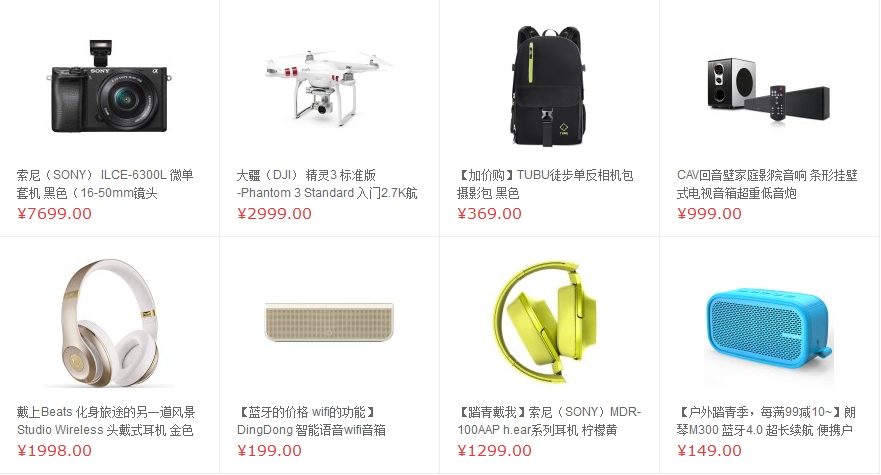 SONY
α
索尼（SONY） ILCE-6300L 微单
套机 黑色（16-50mm镜头
¥7699.00
大疆（DJI） 精灵3 标准版
-Phantom 3 Standard 入门2.7K航
¥2999.00
TUBU
【加价购】TUBU徒步单反相机包
摄影包 黑色
¥369.00
CAV回音壁家庭影院音响 条形挂壁
式电视音箱超重低音炮
¥999.00
戴上Beats 化身旅途的另一道风景
Studio Wireless 头戴式耳机 金色
¥1998.00
【蓝牙的价格 wifi的功能】
DingDong 智能语音wifi音箱
¥199.00
【踏青戴我】索尼（SONY）MDR-
100AAP h.ear系列耳机 柠檬黄
¥1299.00
【户外踏青季，每满99减10~】朗
琴M300 蓝牙4.0 超长续航 便携户
¥149.00